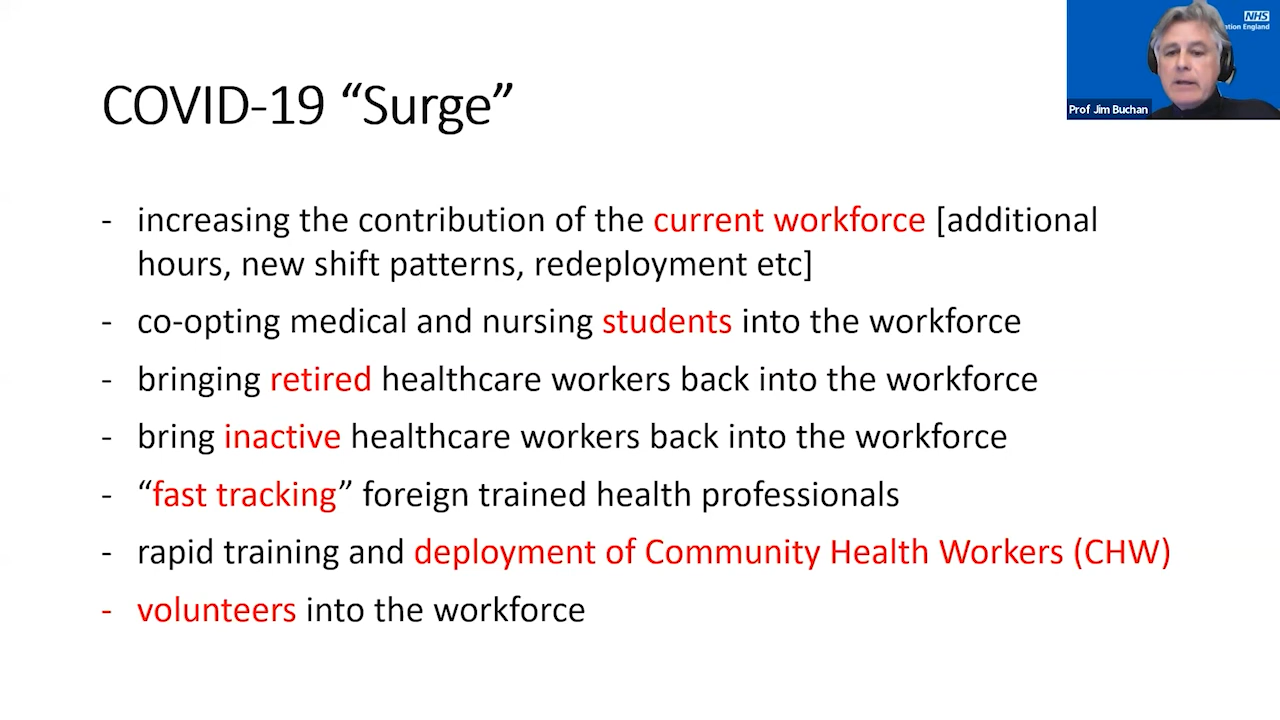 NHS
ation England
Prof Jim Buchan
COVID-19 “Surge”
- increasing the contribution of the current workforce [additional
hours, new shift patterns, redeployment etc]
- co-opting medical and nursing students into the workforce
- bringing retired healthcare workers back into the workforce
- bring inactive healthcare workers back into the workforce
- “fast tracking” foreign trained health professionals
- rapid training and deployment of Community Health Workers (CHW)
- volunteers into the workforce